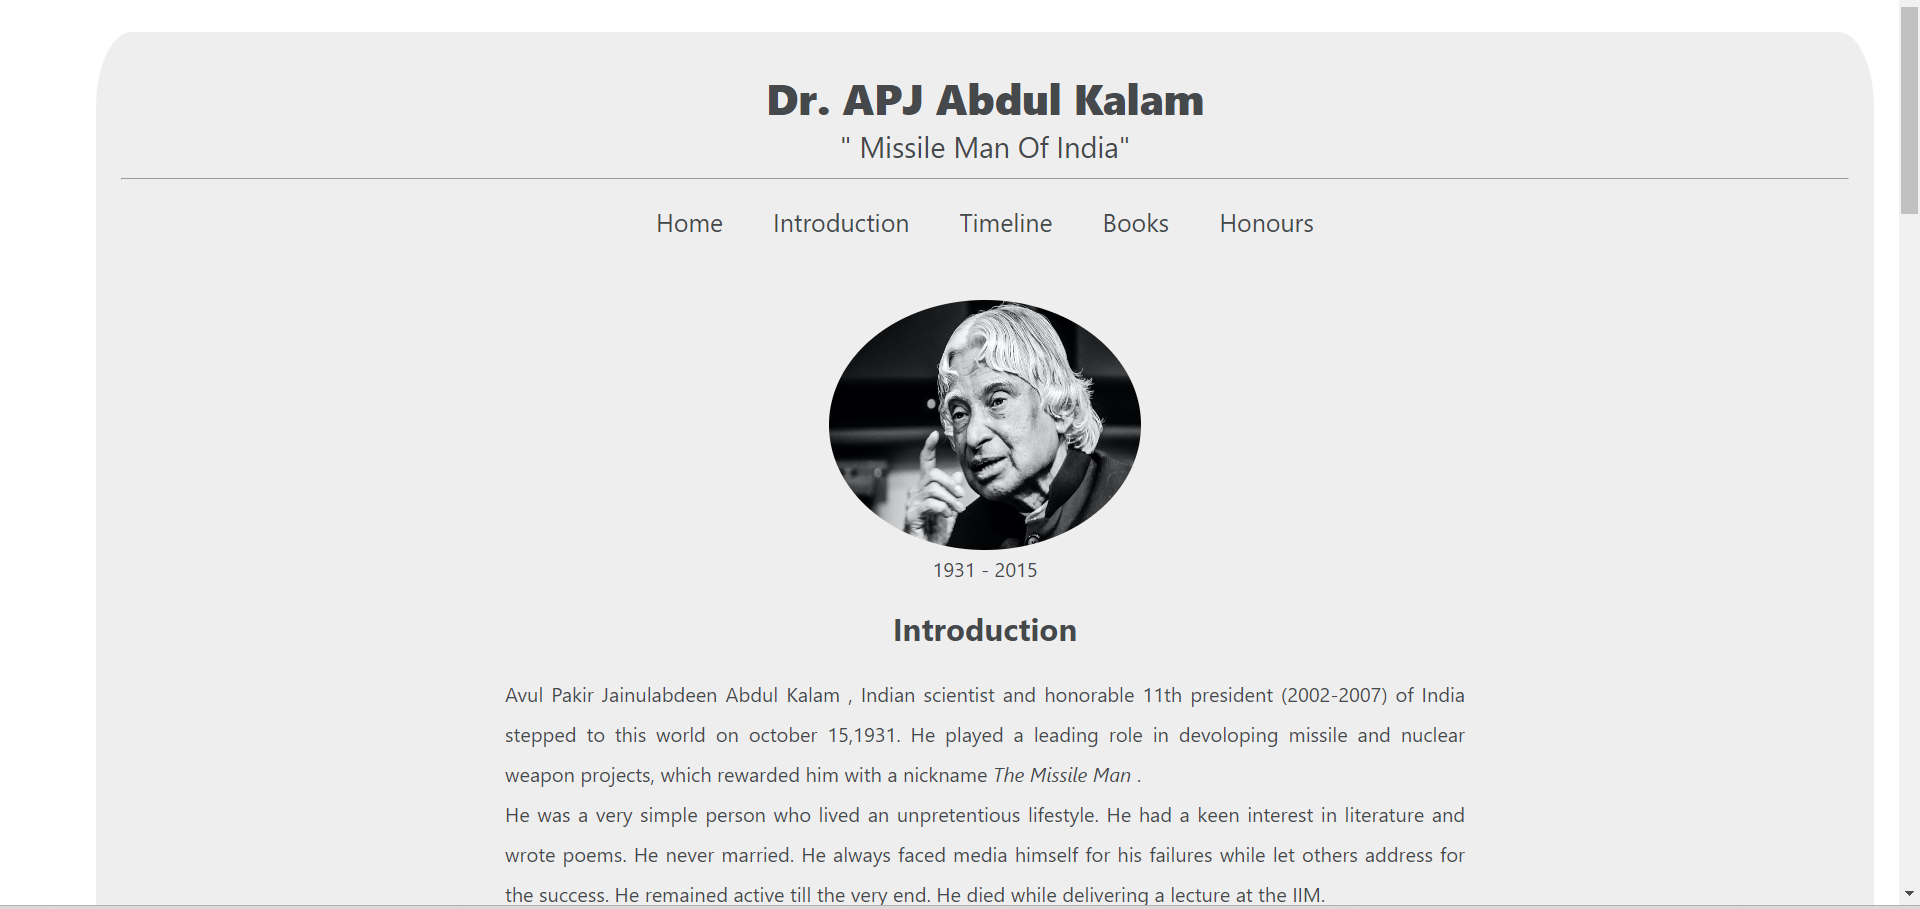 Dr. APJ Abdul Kalam
" Missile Man Of India"
Home Introduction Timeline Books Honours
1931 - 2015
Introduction
Avul Pakir Jainulabdeen Abdul Kalam , Indian scientist and honorable 11th president (2002-2007) of India
stepped to this world on october 15,1931. He played a leading role in devoloping missile and nuclear
weapon projects, which rewarded him with a nickname The Missile Man .
He was a very simple person who lived an unpretentious lifestyle. He had a keen interest in literature and
wrote poems. He never married. He always faced media himself for his failures while let others address for
the success. He remained active till the very end. He died while delivering a lecture at the IIM.